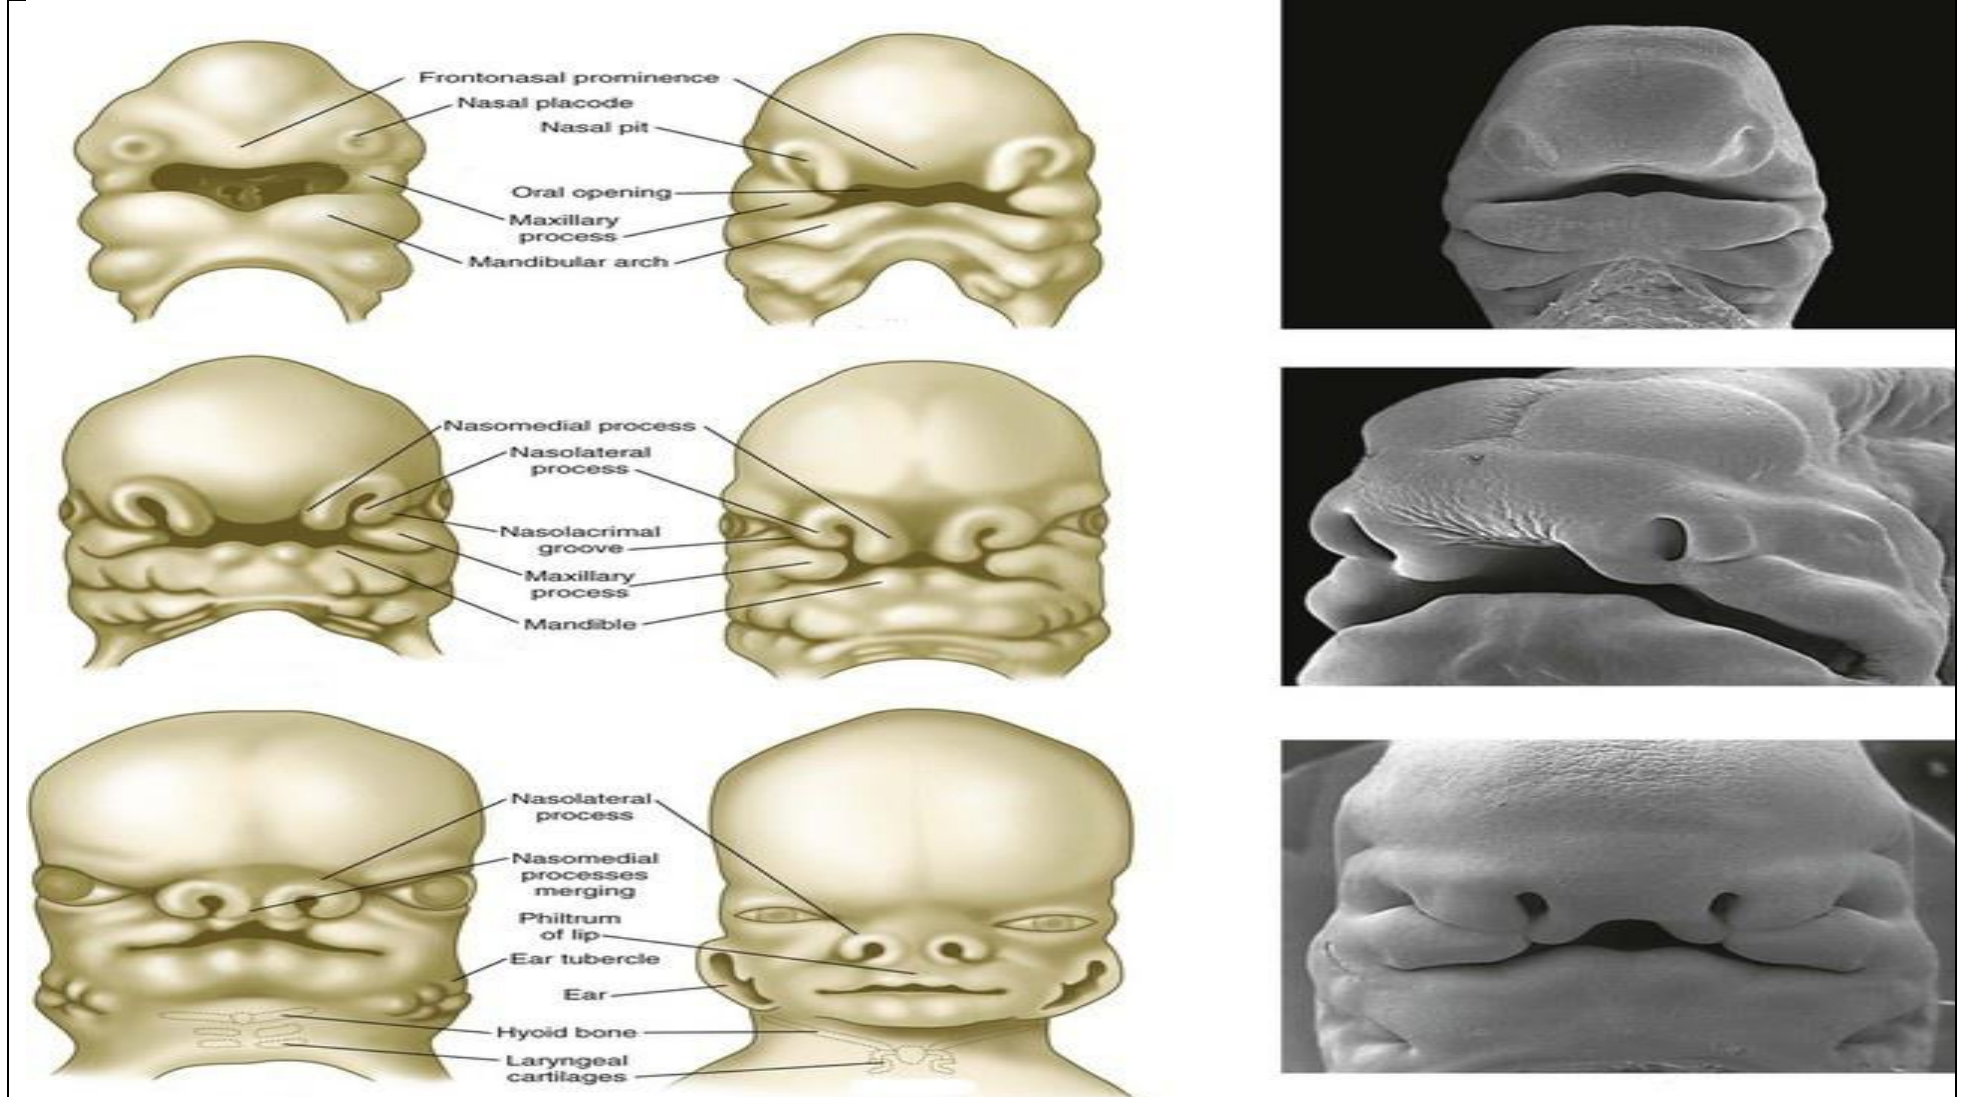 Frontonasal prominence
Nasal placode
Nasal pit
Oral opening
Maxillary
process
Mandibular arch
Nasomedial process
Nasolateral
process
Nasolacrimal
groove
Maxillary
process
Mandible
Nasolateral
process
Nasomedial
processes
merging
Philtrum
of lip
Ear tubercle
Ear
Hyoid bone
Laryngeal
cartilages